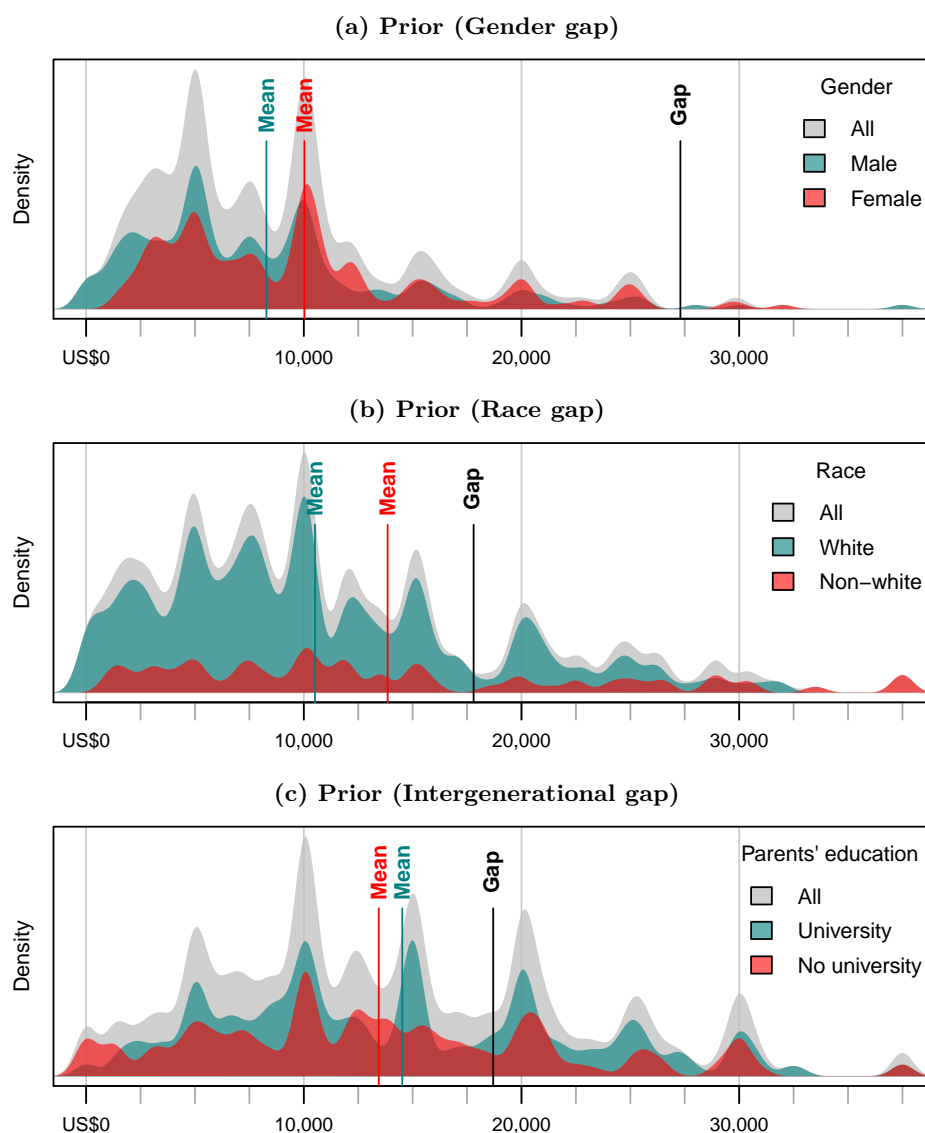 (a) Prior (Gender gap)
Density
Mean
Mean
Gap
Gender
All
Male
Female
US$0 10,000 20,000 30,000
(b) Prior (Race gap)
Density
Mean
Mean
Gap
Race
All
White
Non−white
US$0 10,000 20,000 30,000
(c) Prior (Intergenerational gap)
Density
Mean
Mean
Gap
Parents' education
All
University
No university
US$0 10,000 20,000 30,000